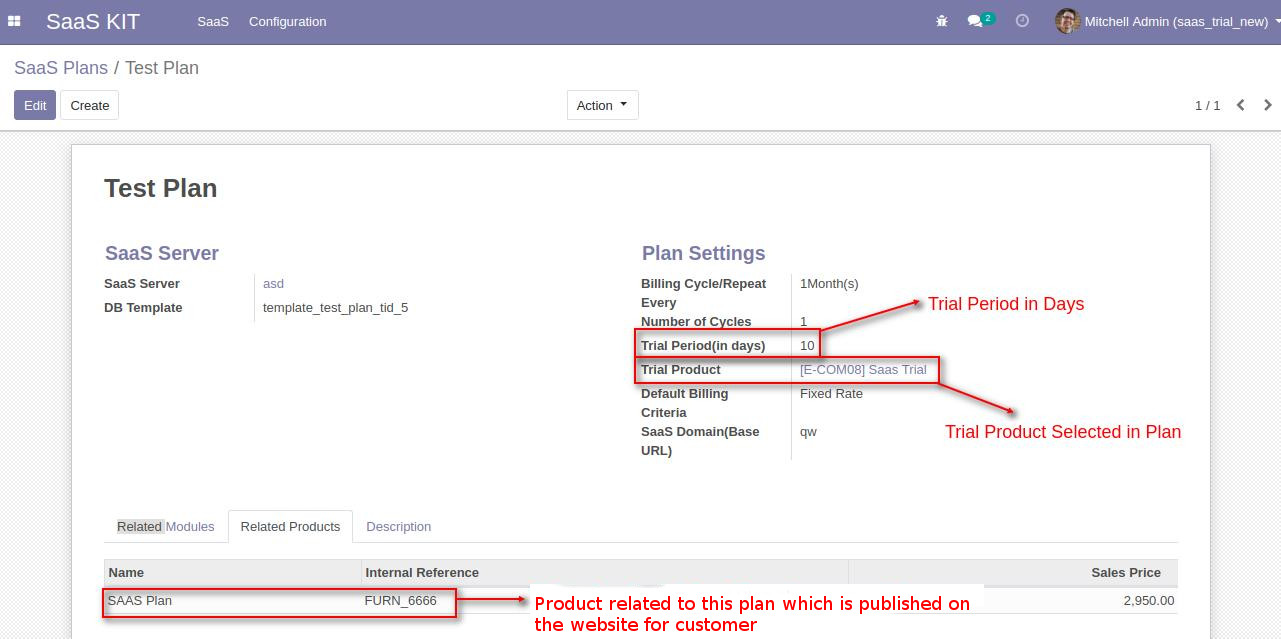 SaaS KIT SaaS Configuration 2 Mitchell Admin (saas_trial_new)
SaaS Plans / Test Plan
Edit Create Action 1 / 1
Test Plan
SaaS Server
SaaS Server asd
DB Template template_test_plan_tid_5
Plan Settings
Billing Cycle/Repeat Every 1Month(s)
Number of Cycles 1
Trial Period(in days) 10
Trial Period in Days
Trial Product [E-COM08] Saas Trial
Default Billing Criteria Fixed Rate
SaaS Domain(Base URL) qw
Trial Product Selected in Plan
Related Modules Related Products Description
Name Internal Reference Sales Price
SAAS Plan FURN_6666 2,950.00
Product related to this plan which is published on
the website for customer